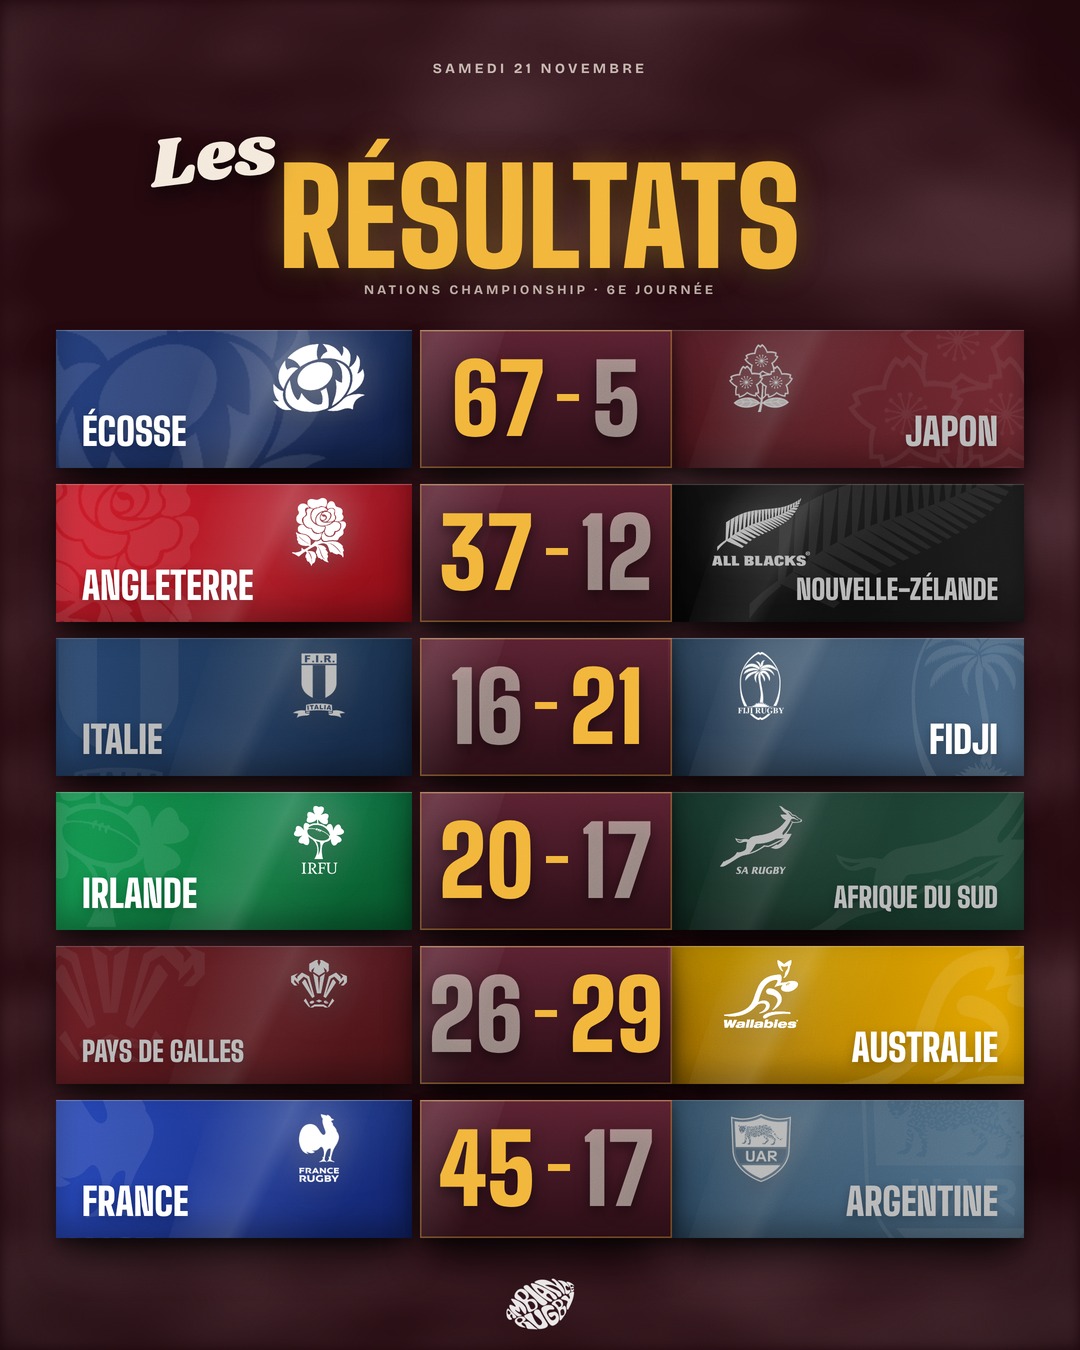 SAMEDI 21 NOVEMBRE
Les
RÉSULTATS
NATIONS CHAMPIONSHIP · 6E JOURNÉE
ÉCOSSE
67 - 5
JAPON
ANGLETERRE
37 - 12
ALL BLACKS®
NOUVELLE-ZÉLANDE
F.I.R.
ITALIA
ITALIE
16 - 21
FIJI RUGBY
FIDJI
IRFU
IRLANDE
20 - 17
SA RUGBY
AFRIQUE DU SUD
PAYS DE GALLES
26 - 29
Wallabies
AUSTRALIE
FRANCE
RUGBY
FRANCE
45 - 17
UAR
ARGENTINE
AMBIANCE
RUGBY